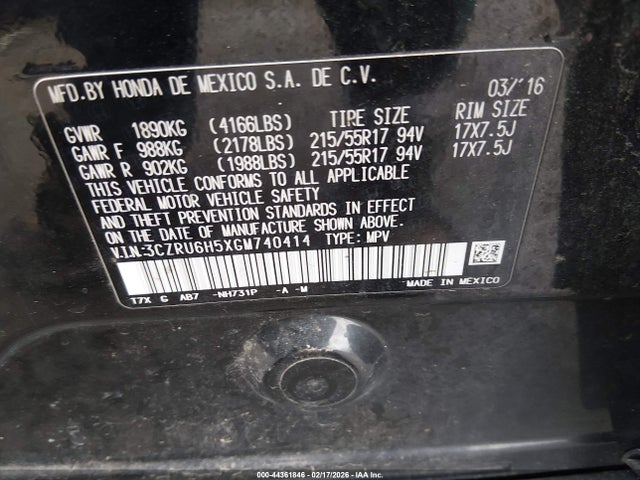 MFD.BY HONDA DE MEXICO S.A. DE C.V. 03/'16
TIRE SIZE RIM SIZE
GVWR 1890KG (4166LBS)
GAWR F 988KG (2178LBS) 215/55R17 94V 17X7.5J
GAWR R 902KG (1988LBS) 215/55R17 94V 17X7.5J
THIS VEHICLE CONFORMS TO ALL APPLICABLE
FEDERAL MOTOR VEHICLE SAFETY
AND THEFT PREVENTION STANDARDS IN EFFECT
ON THE DATE OF MANUFACTURE SHOWN ABOVE.
V.I.N:3CZRU6H5XGM740414 TYPE: MPV
T7X G AB7 -NH731P -A -M MADE IN MEXICO
000-44361846 - 02/17/2026 - IAA Inc.